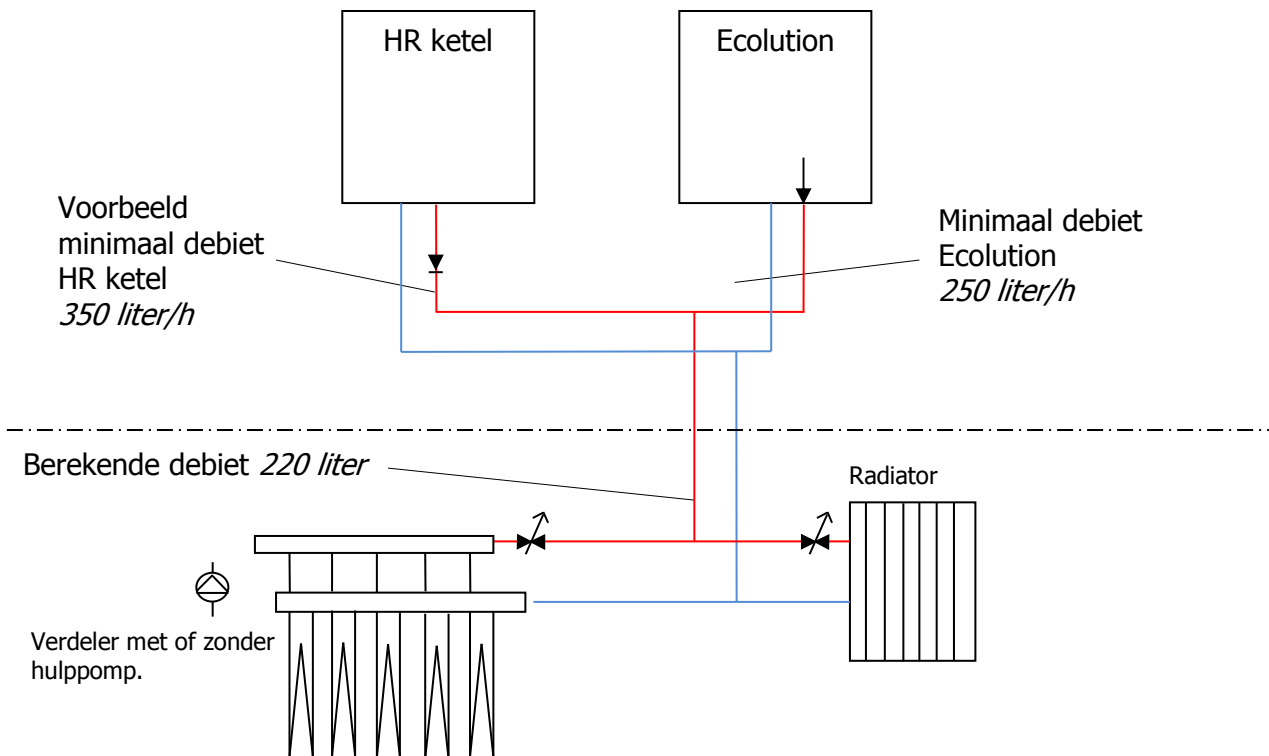 HR ketel
Ecolution
Voorbeeld
minimaal debiet
HR ketel
350 liter/h
Minimaal debiet
Ecolution
250 liter/h
Berekende debiet 220 liter
Radiator
Verdeler met of zonder
hulppomp.